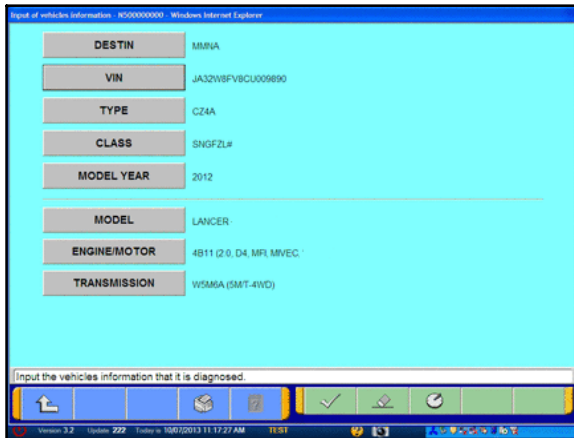 Input of vehicles information - N500000000 - Windows Internet Explorer
DESTIN MMNA
VIN JA32W8FV8CU009890
TYPE CZ4A
CLASS SNGFZL#
MODEL YEAR 2012
MODEL LANCER
ENGINE/MOTOR 4B11 (2.0, D4, MFI, MIVEC,
TRANSMISSION W5M6A (5M/T-4WD)
Input the vehicles information that it is diagnosed.
Version 3.2 Update 222 Today is 10/07/2013 11:17:27 AM TEST